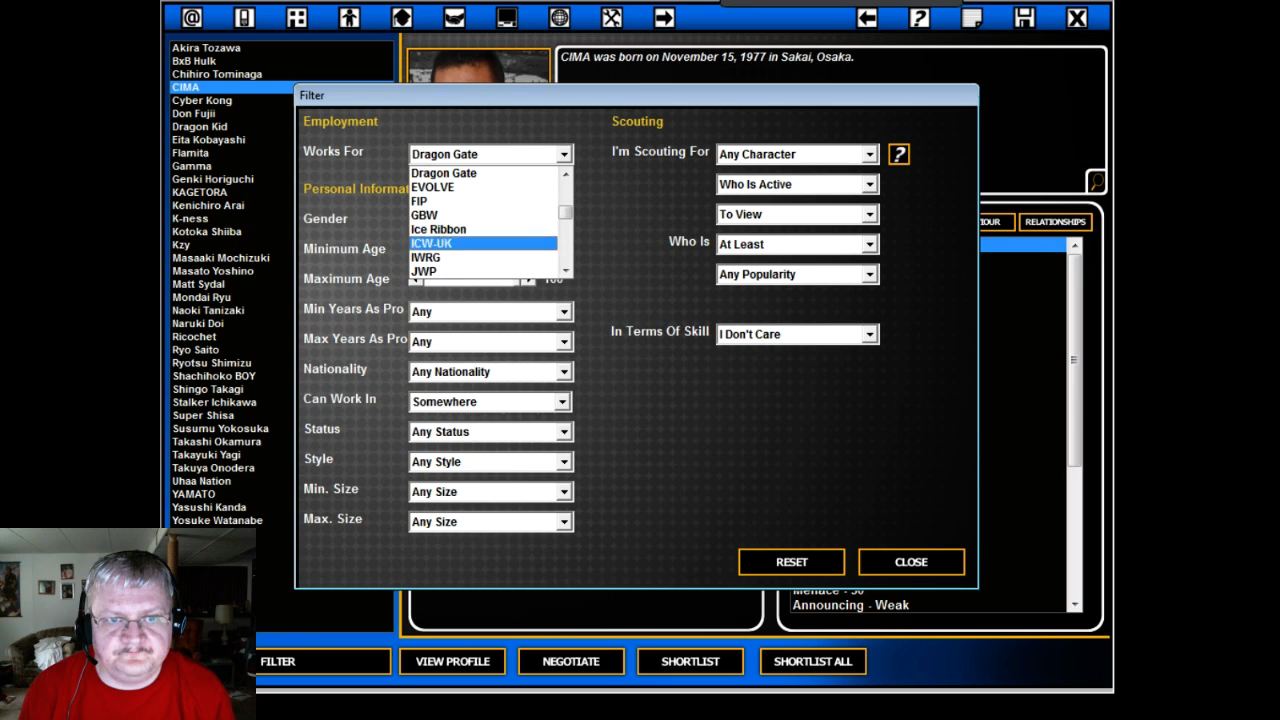 @
?
X
Akira Tozawa
BxB Hulk
Chihiro Tominaga
CIMA
Cyber Kong
Don Fujii
Dragon Kid
Eita Kobayashi
Flamita
Gamma
Genki Horiguchi
KAGETORA
Kenichiro Arai
K-ness
Kotoka Shiiba
Kzy
Masaaki Mochizuki
Masato Yoshino
Matt Sydal
Mondai Ryu
Naoki Tanizaki
Naruki Doi
Ricochet
Ryo Saito
Ryotsu Shimizu
Shachihoko BOY
Shingo Takagi
Stalker Ichikawa
Super Shisa
Susumu Yokosuka
Takashi Okamura
Takayuki Yagi
Takuya Onodera
Uhaa Nation
YAMATO
Yasushi Kanda
Yosuke Watanabe
CIMA was born on November 15, 1977 in Sakai, Osaka.
Filter
Employment
Works For
Dragon Gate
Dragon Gate
EVOLVE
FIP
GBW
Ice Ribbon
ICW-UK
IWRG
JWP
Personal Informat
Gender
Minimum Age
Maximum Age
100
Min Years As Pro
Any
Max Years As Pro
Any
Nationality
Any Nationality
Can Work In
Somewhere
Status
Any Status
Style
Any Style
Min. Size
Any Size
Max. Size
Any Size
Scouting
I'm Scouting For
Any Character
?
Who Is Active
To View
Who Is
At Least
Any Popularity
In Terms Of Skill
I Don't Care
RESET
CLOSE
IOUR
RELATIONSHIPS
Menace - 50
Announcing - Weak
FILTER
VIEW PROFILE
NEGOTIATE
SHORTLIST
SHORTLIST ALL